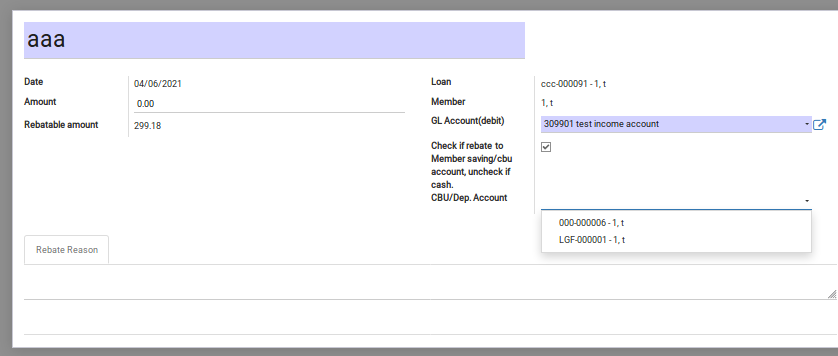 aaa
Date 04/06/2021
Amount 0.00
Rebatable amount 299.18
Loan ccc-000091 - 1, t
Member 1, t
GL Account(debit) 309901 test income account
Check if rebate to
Member saving/cbu
account, uncheck if
cash.
CBU/Dep. Account
000-000006 - 1, t
LGF-000001 - 1, t
Rebate Reason